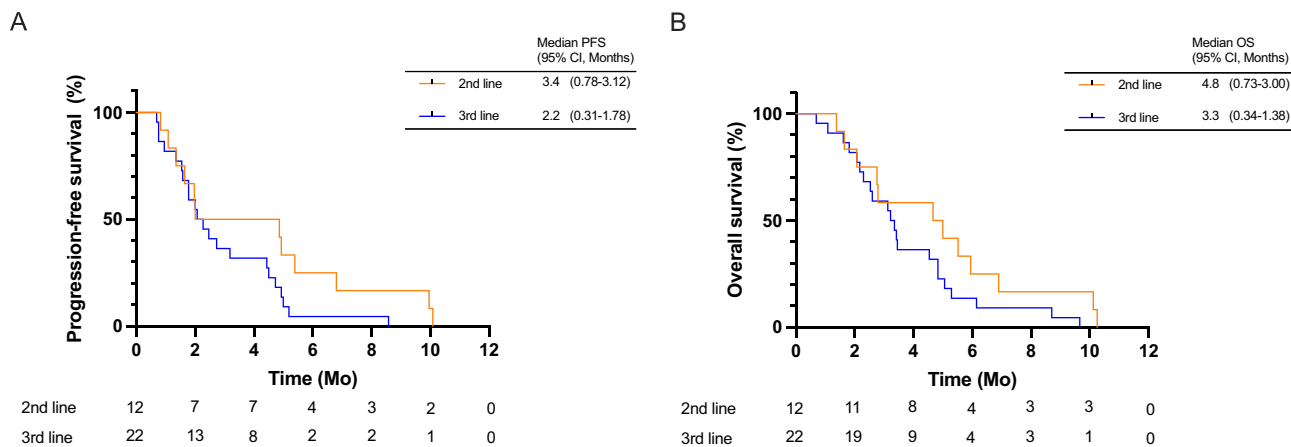 A
Median PFS
(95% CI, Months)
2nd line 3.4 (0.78-3.12)
3rd line 2.2 (0.31-1.78)
Progression-free survival (%)
100
50
0
0 2 4 6 8 10 12
Time (Mo)
2nd line 12 7 7 4 3 2 0
3rd line 22 13 8 2 2 1 0
B
Median OS
(95% CI, Months)
2nd line 4.8 (0.73-3.00)
3rd line 3.3 (0.34-1.38)
Overall survival (%)
100
50
0
0 2 4 6 8 10 12
Time (Mo)
2nd line 12 11 8 4 3 3 0
3rd line 22 19 9 4 3 1 0